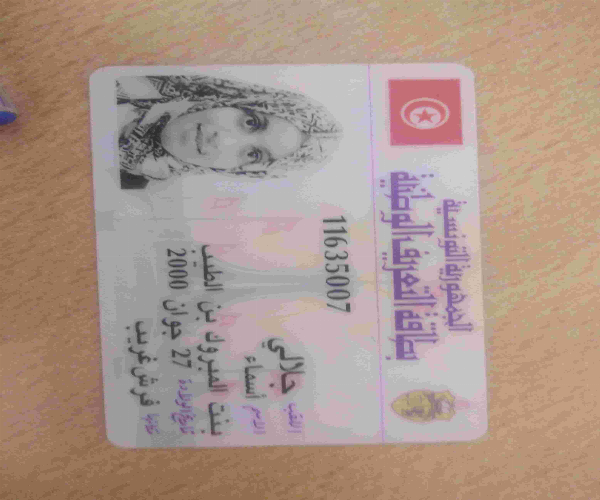 الجمهورية التونسية
بطاقة التعريف الوطنية
11635007
اللقب جلالي
الاسم أسماء
بنت المبروك بن الطيب
تاريخ الولادة 27 جوان 2000
مكانها فرش غريب